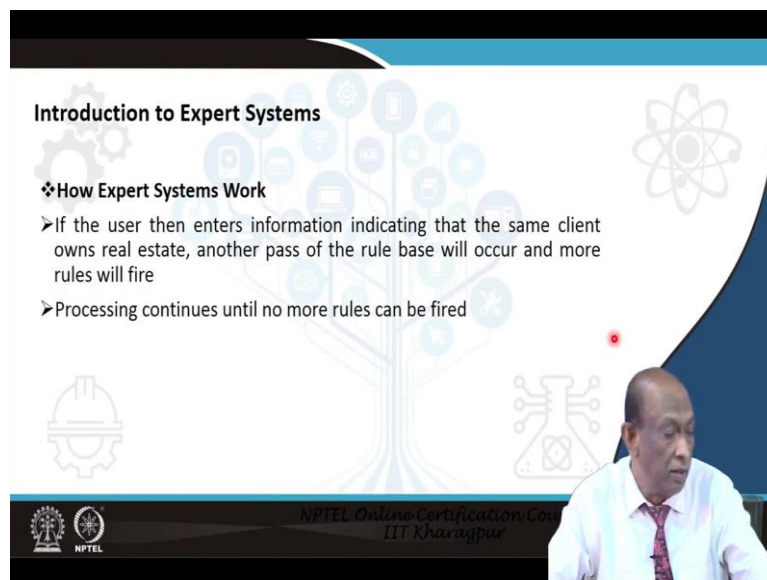 Introduction to Expert Systems
❖How Expert Systems Work
➢If the user then enters information indicating that the same client
owns real estate, another pass of the rule base will occur and more
rules will fire
➢Processing continues until no more rules can be fired
NPTEL Online Certification Cou
IIT Kharagpur
NPTEL